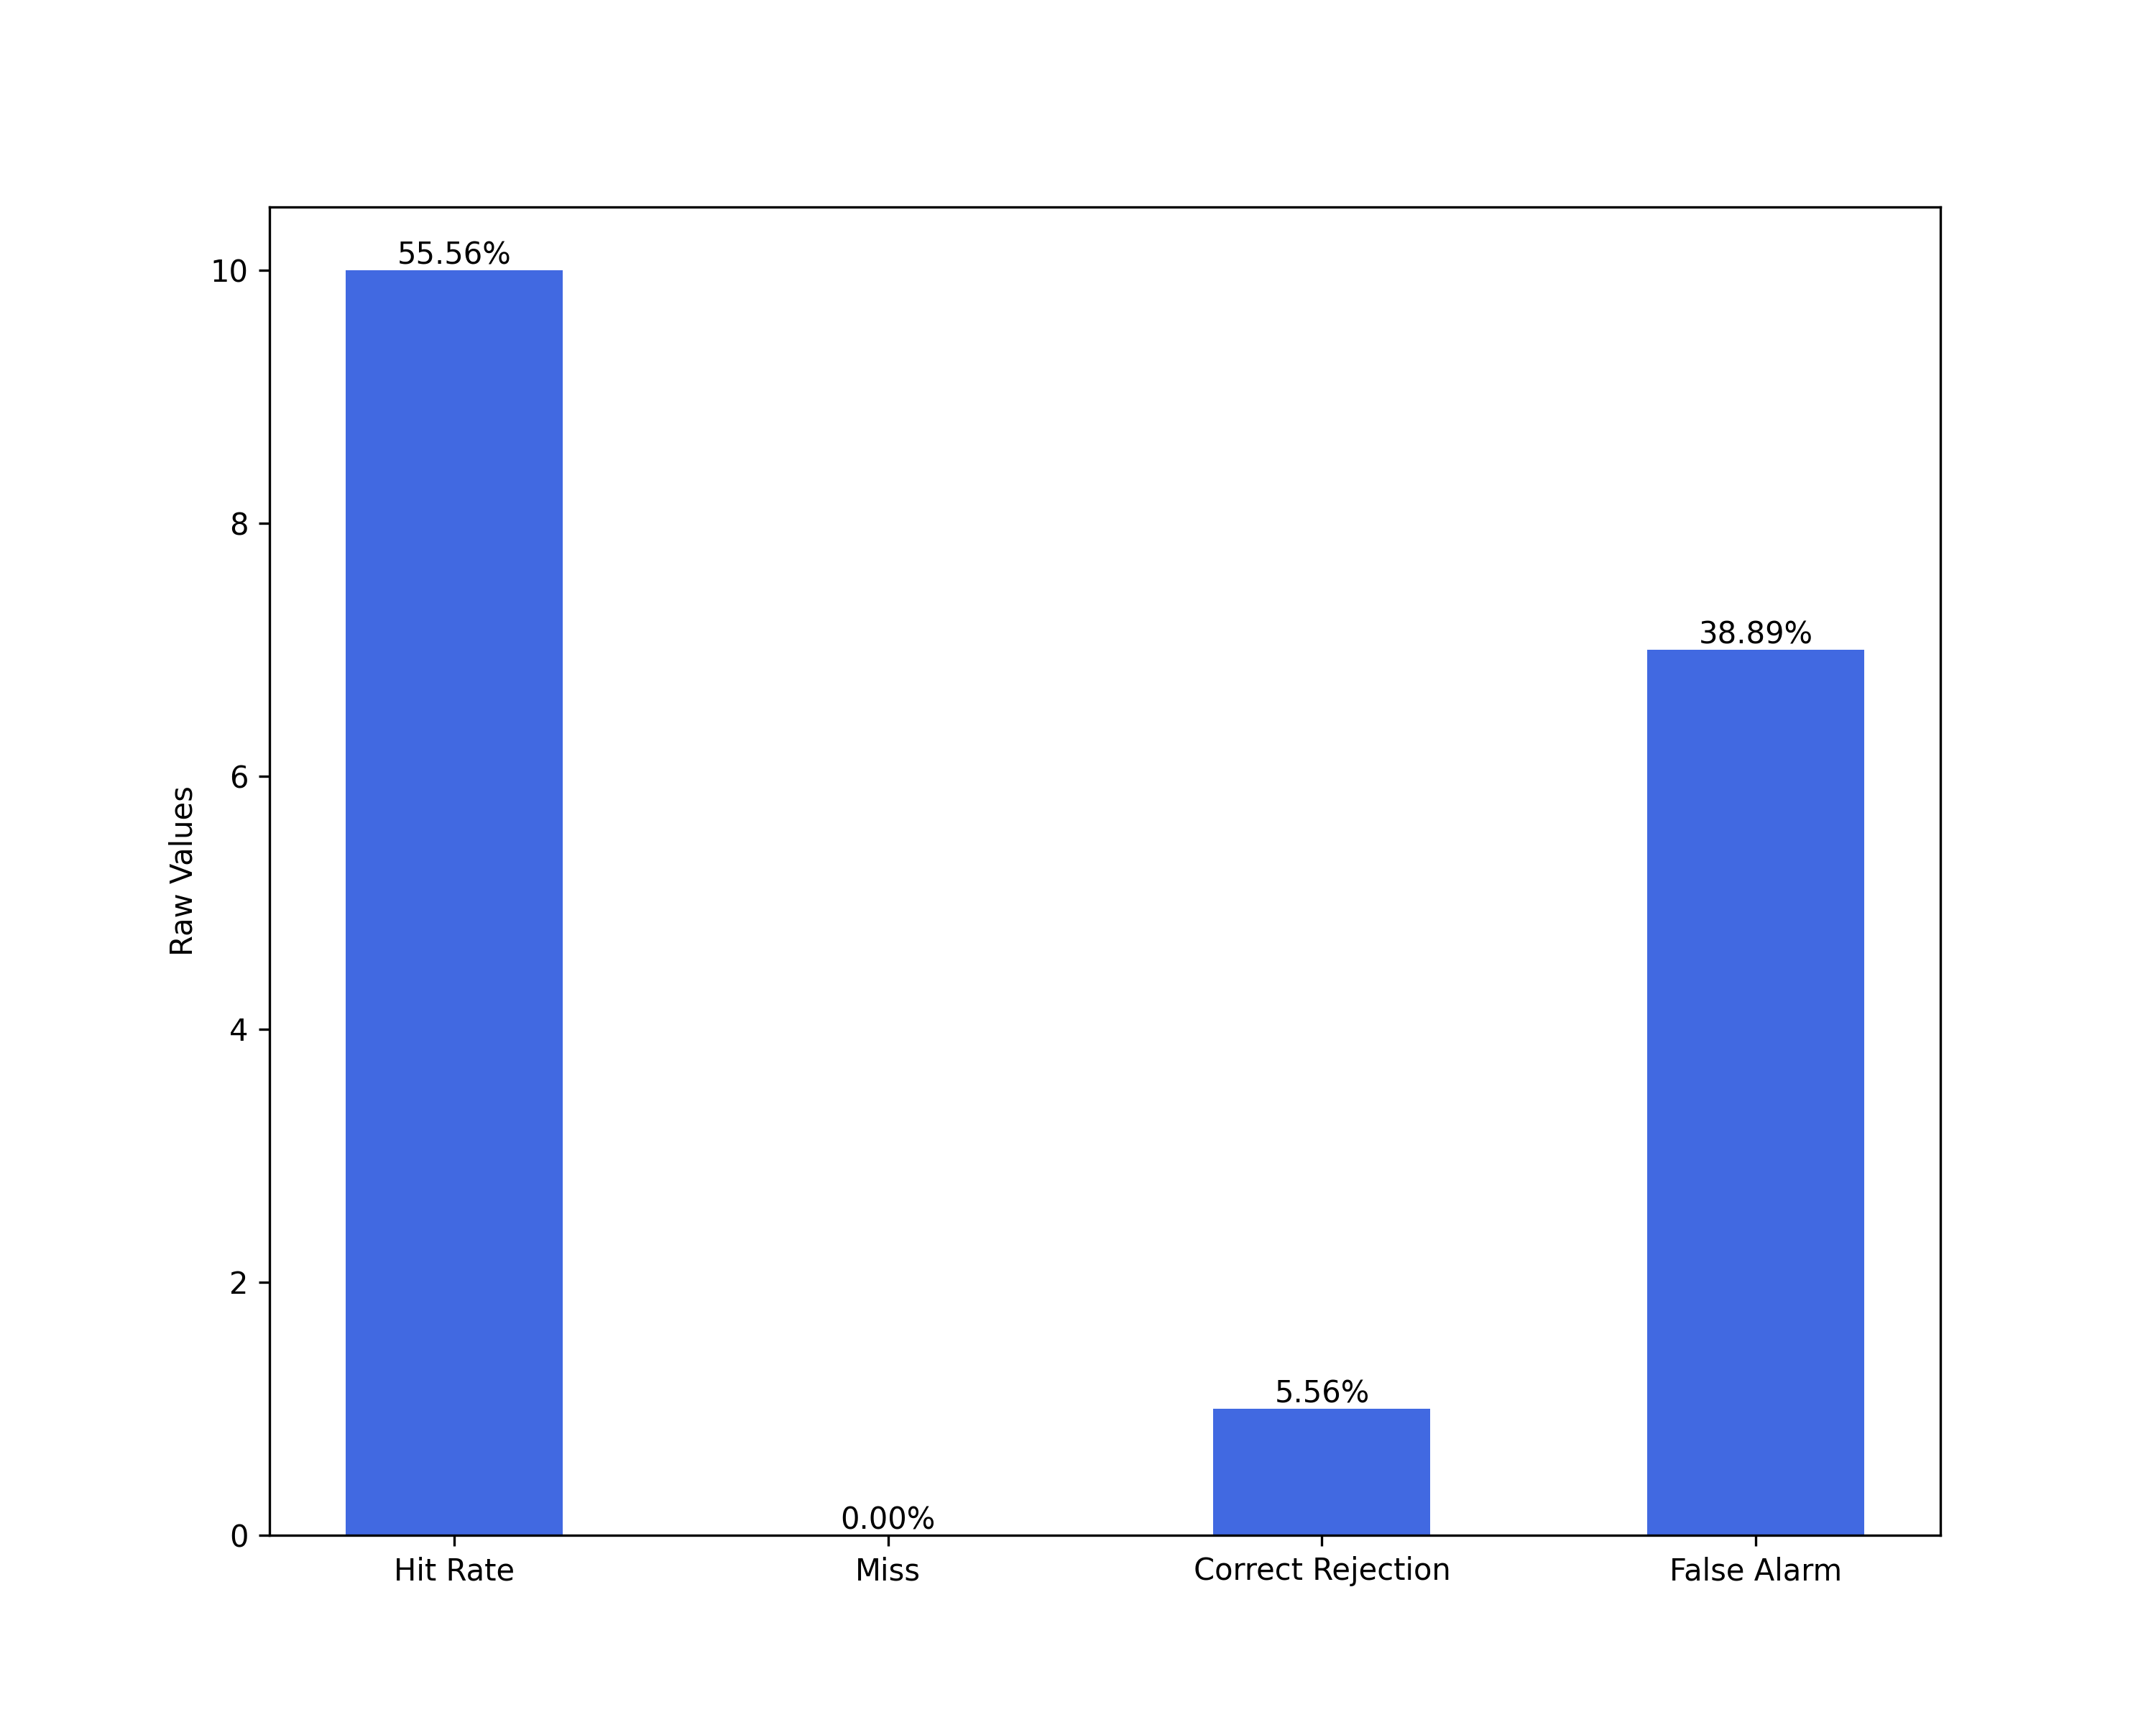 55.56%
10
38.89%
8
6
Raw Values
4
2
5.56%
0.00%
0
Hit Rate
Miss
Correct Rejection
False Alarm